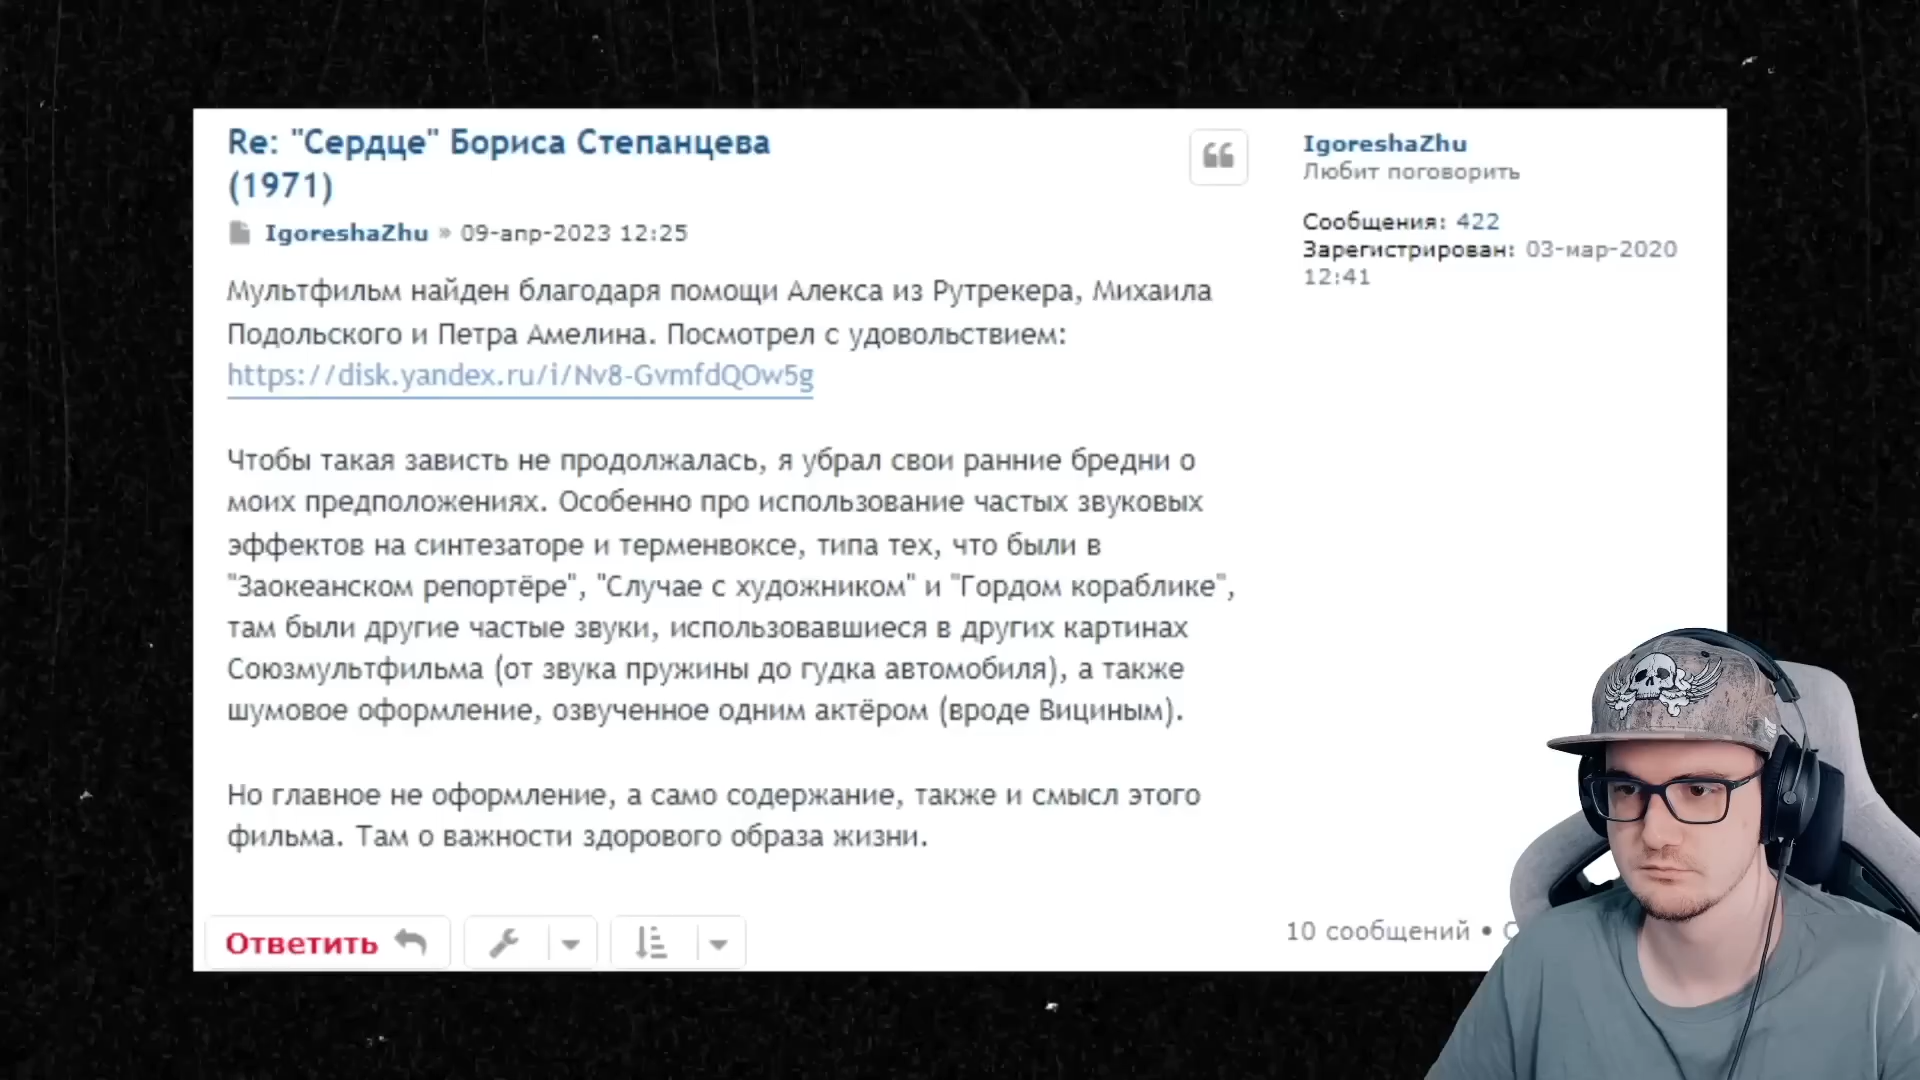 Re: "Сердце" Бориса Степанцева
(1971)
IgoreshaZhu » 09-апр-2023 12:25
Мультфильм найден благодаря помощи Алекса из Рутрекера, Михаила
Подольского и Петра Амелина. Посмотрел с удовольствием:
https://disk.yandex.ru/i/Nv8-GvmfdQOw5g
Чтобы такая зависть не продолжалась, я убрал свои ранние бредни о
моих предположениях. Особенно про использование частых звуковых
эффектов на синтезаторе и терменвоксе, типа тех, что были в
"Заокеанском репортёре", "Случае с художником" и "Гордом кораблике",
там были другие частые звуки, использовавшиеся в других картинах
Союзмультфильма (от звука пружины до гудка автомобиля), а также
шумовое оформление, озвученное одним актёром (вроде Вициным).
Но главное не оформление, а само содержание, также и смысл этого
фильма. Там о важности здорового образа жизни.
IgoreshaZhu
Любит поговорить
Сообщения: 422
Зарегистрирован: 03-мар-2020
12:41
Ответить
10 сообщений •